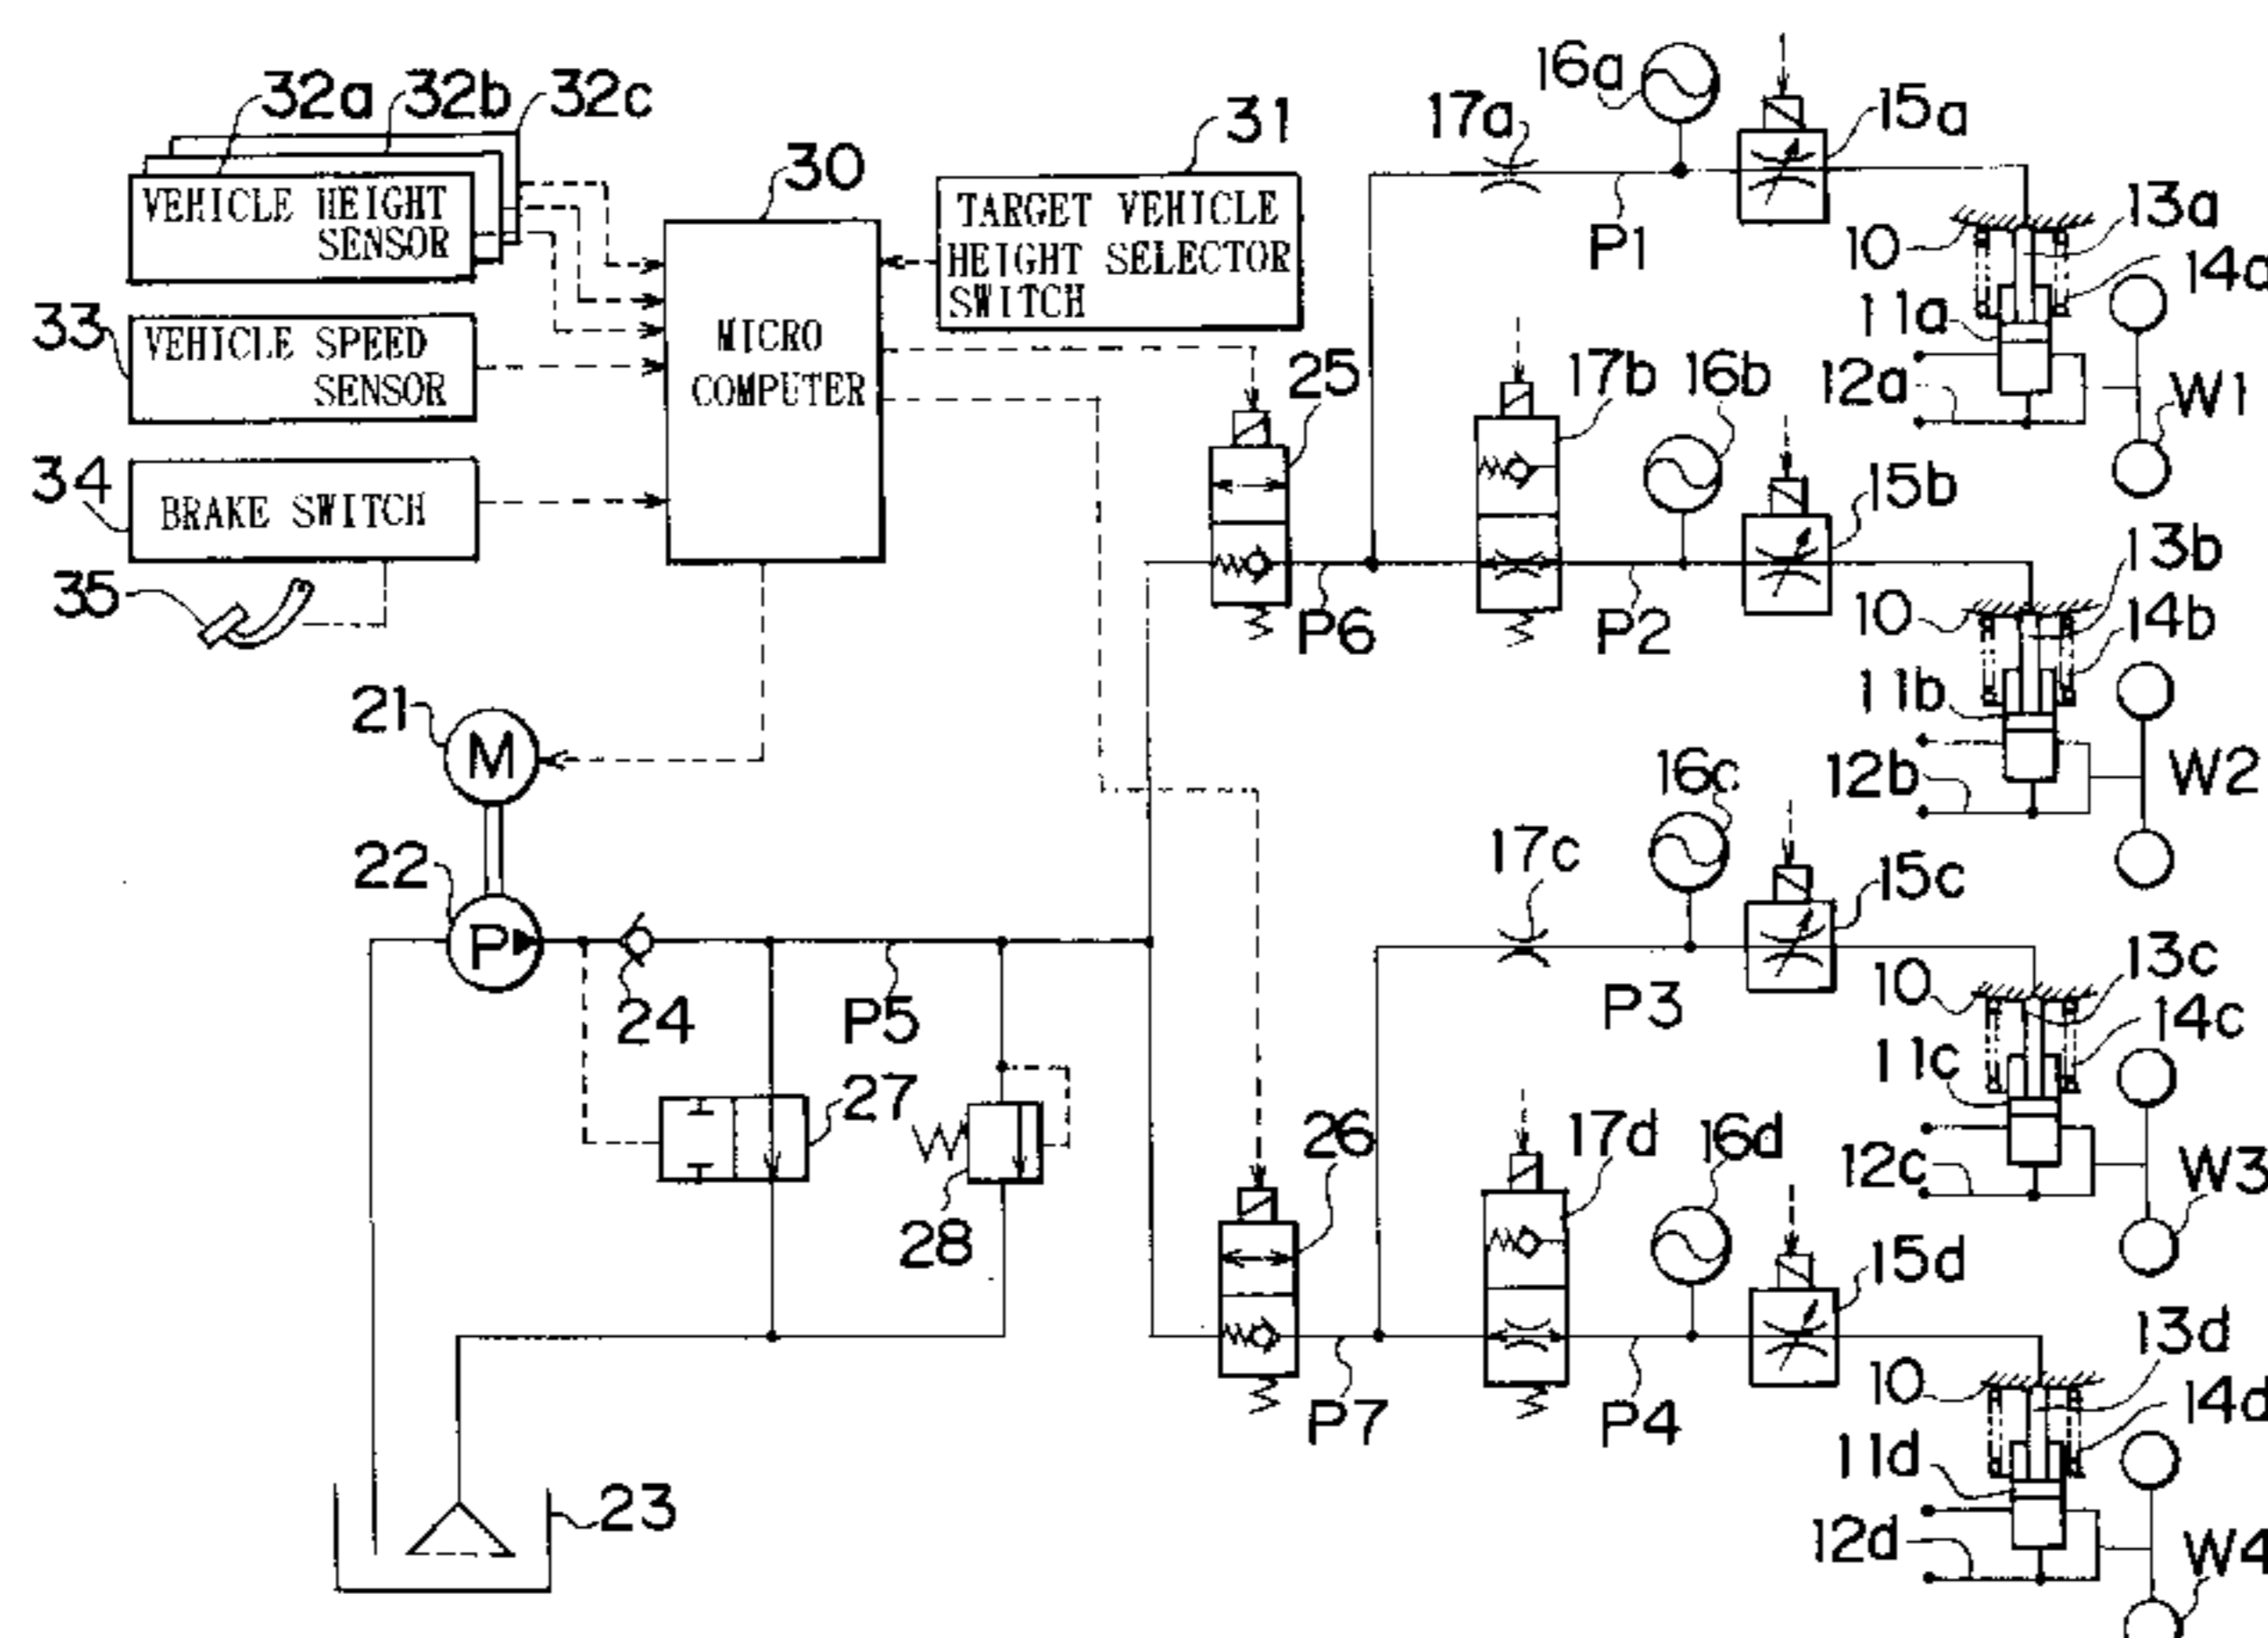 32a 32b 32c
VEHICLE HEIGHT
SENSOR
33
VEHICLE SPEED
SENSOR
34
BRAKE SWITCH
35
30
MICRO
COMPUTER
31
TARGET VEHICLE
HEIGHT SELECTOR
SWITCH
21
M
22
P
24
P5
27
28
23
25
P6
26
P7
16a
17a
15a
P1
10
13a
14a
11a
12a
W1
17b
16b
15b
P2
10
13b
14b
11b
12b
W2
16c
17c
15c
P3
10
13c
14c
11c
12c
W3
17d
16d
15d
P4
10
13d
14d
11d
12d
W4